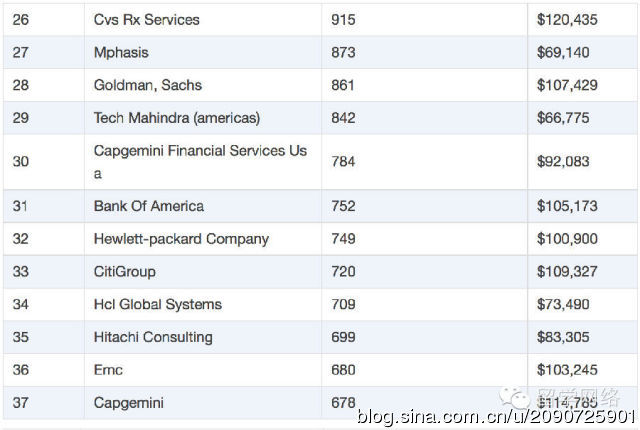 26 Cvs Rx Services 915 $120,435
27 Mphasis 873 $69,140
28 Goldman, Sachs 861 $107,429
29 Tech Mahindra (americas) 842 $66,775
30 Capgemini Financial Services Us
a 784 $92,083
31 Bank Of America 752 $105,173
32 Hewlett-packard Company 749 $100,900
33 CitiGroup 720 $109,327
34 Hcl Global Systems 709 $73,490
35 Hitachi Consulting 699 $83,305
36 Emc 680 $103,245
37 Capgemini 678 $114,785
留学网络
blog.sina.com.cn/u/2090725901